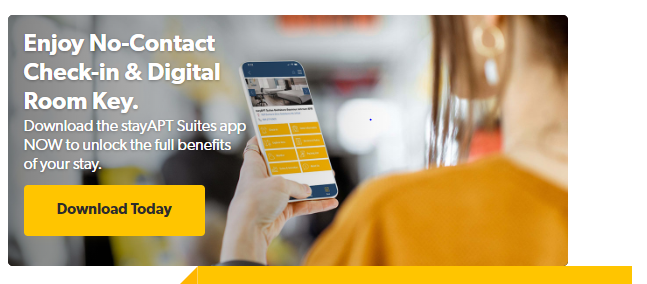 Enjoy No-Contact
Check-in & Digital
Room Key.
Download the stayAPT Suites app
NOW to unlock the full benefits
of your stay.
Download Today